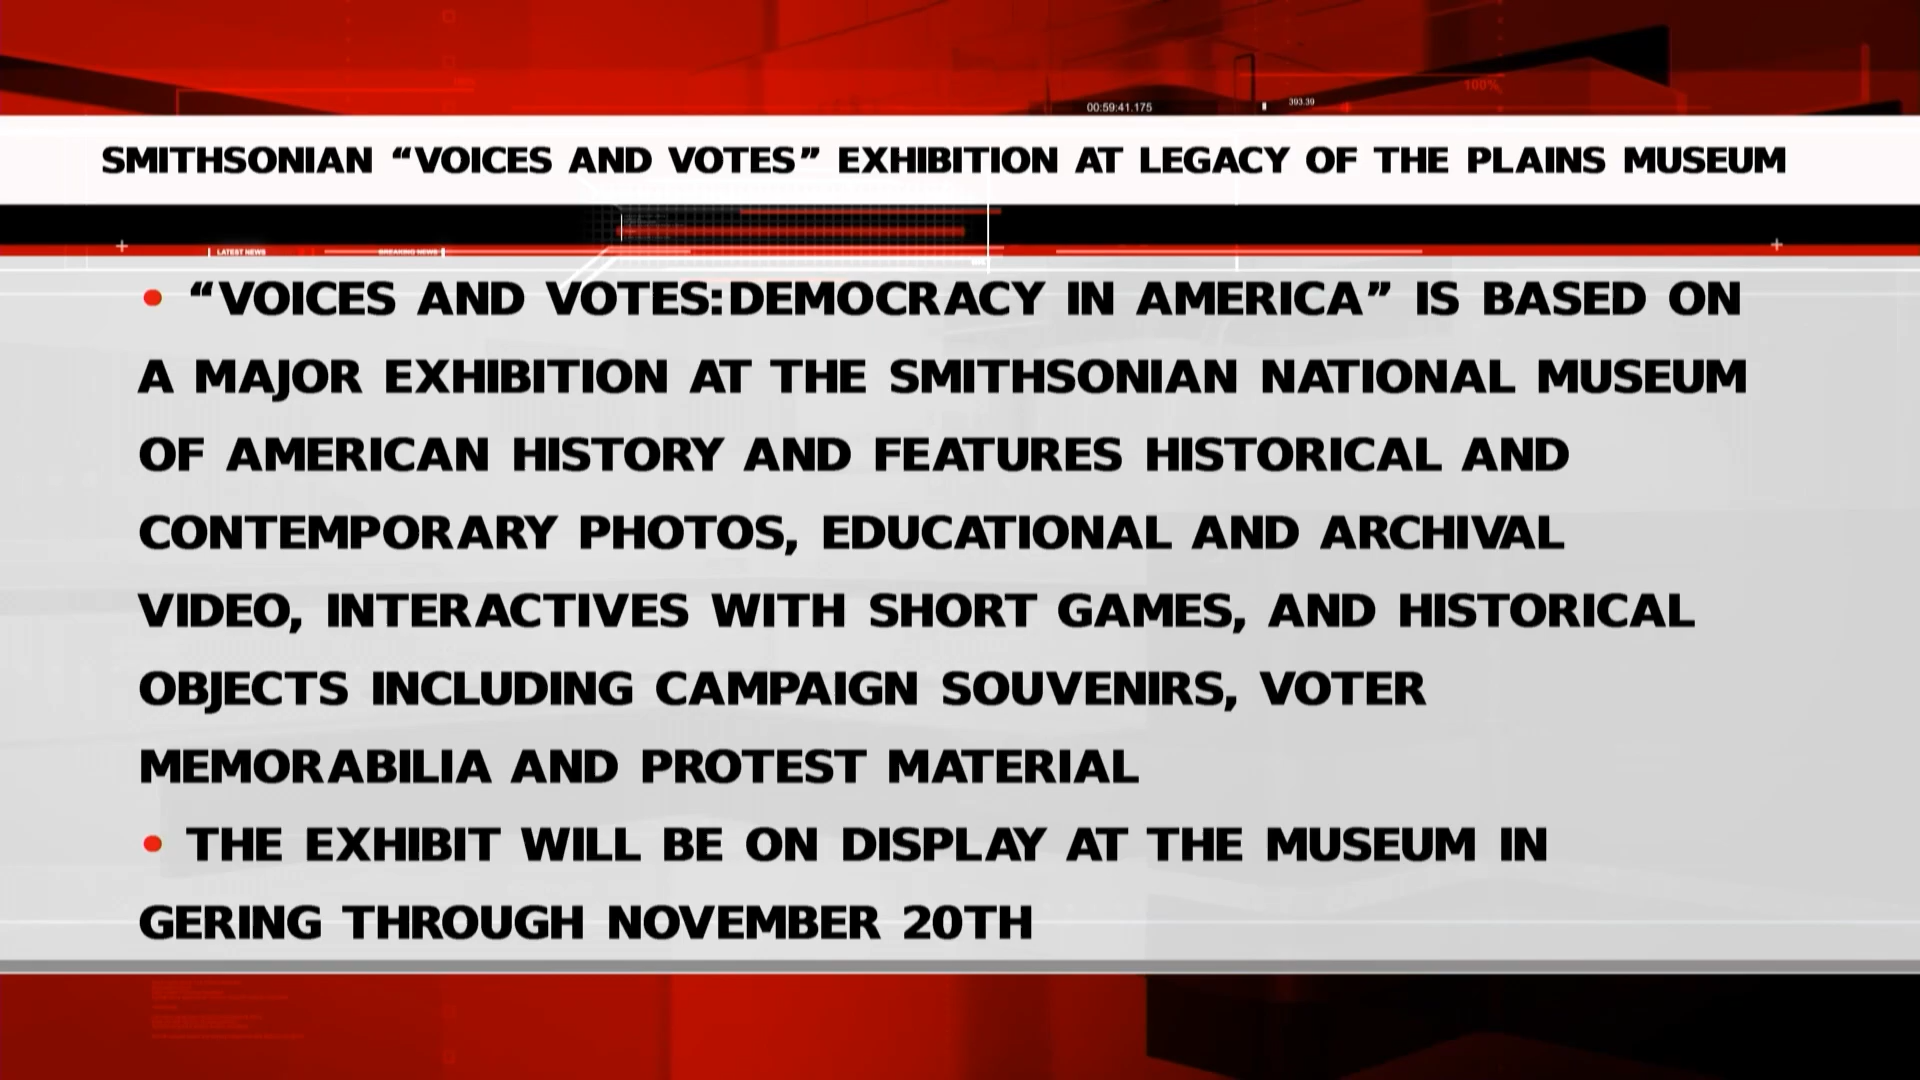 100%
00:59:41.175
393.39
SMITHSONIAN “VOICES AND VOTES” EXHIBITION AT LEGACY OF THE PLAINS MUSEUM
LATEST NEWS
BREAKING NEWS
• “VOICES AND VOTES:DEMOCRACY IN AMERICA” IS BASED ON
A MAJOR EXHIBITION AT THE SMITHSONIAN NATIONAL MUSEUM
OF AMERICAN HISTORY AND FEATURES HISTORICAL AND
CONTEMPORARY PHOTOS, EDUCATIONAL AND ARCHIVAL
VIDEO, INTERACTIVES WITH SHORT GAMES, AND HISTORICAL
OBJECTS INCLUDING CAMPAIGN SOUVENIRS, VOTER
MEMORABILIA AND PROTEST MATERIAL
• THE EXHIBIT WILL BE ON DISPLAY AT THE MUSEUM IN
GERING THROUGH NOVEMBER 20TH